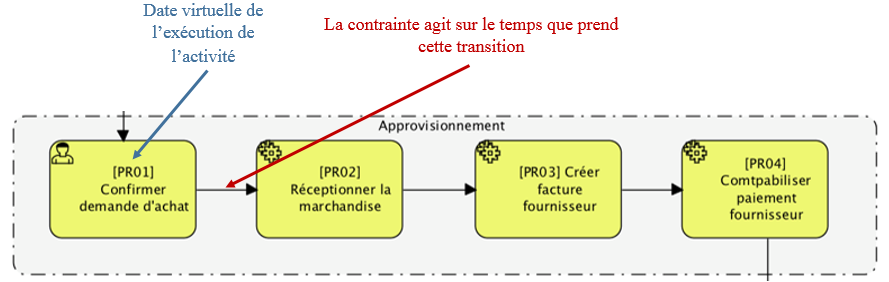 Date virtuelle de
l'exécution de
l'activité
La contrainte agit sur le temps que prend
cette transition
Approvisionnement
[PR01]
Confirmer
demande d'achat
[PR02]
Réceptionner la
marchandise
[PR03] Créer
facture
fournisseur
[PR04]
Comtpabiliser
paiement
fournisseur